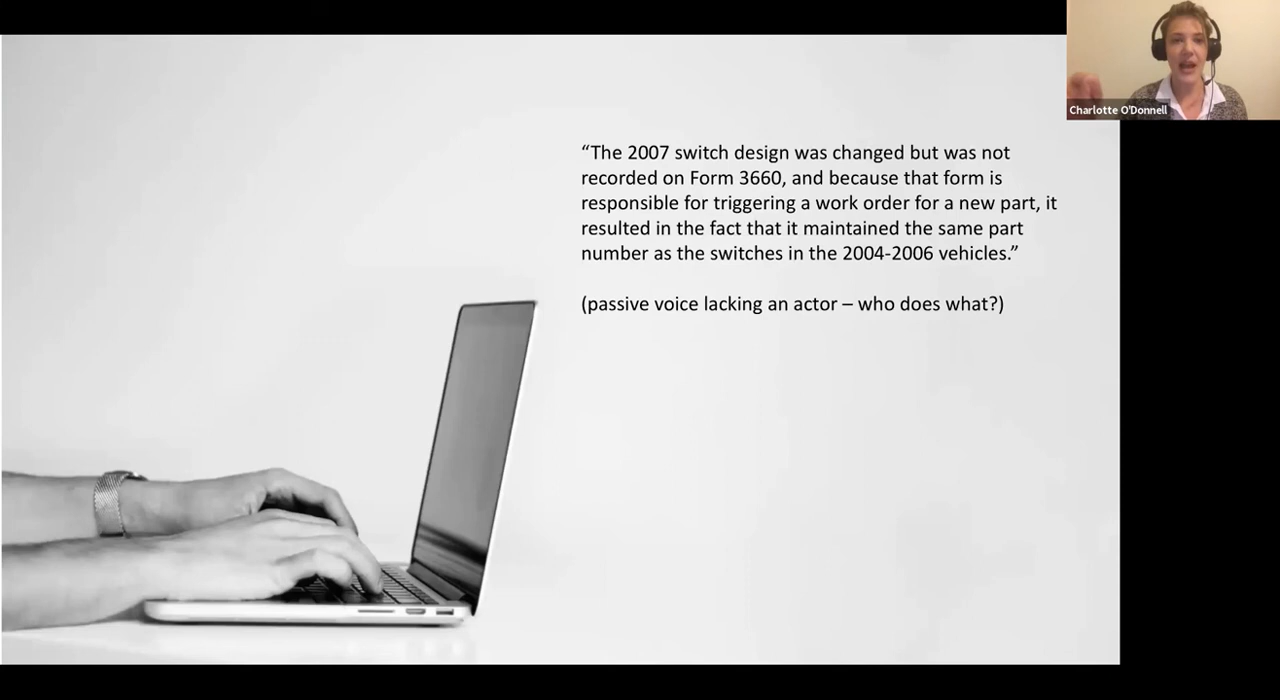 Charlotte O'Donnell
“The 2007 switch design was changed but was not
recorded on Form 3660, and because that form is
responsible for triggering a work order for a new part, it
resulted in the fact that it maintained the same part
number as the switches in the 2004-2006 vehicles.”
(passive voice lacking an actor – who does what?)